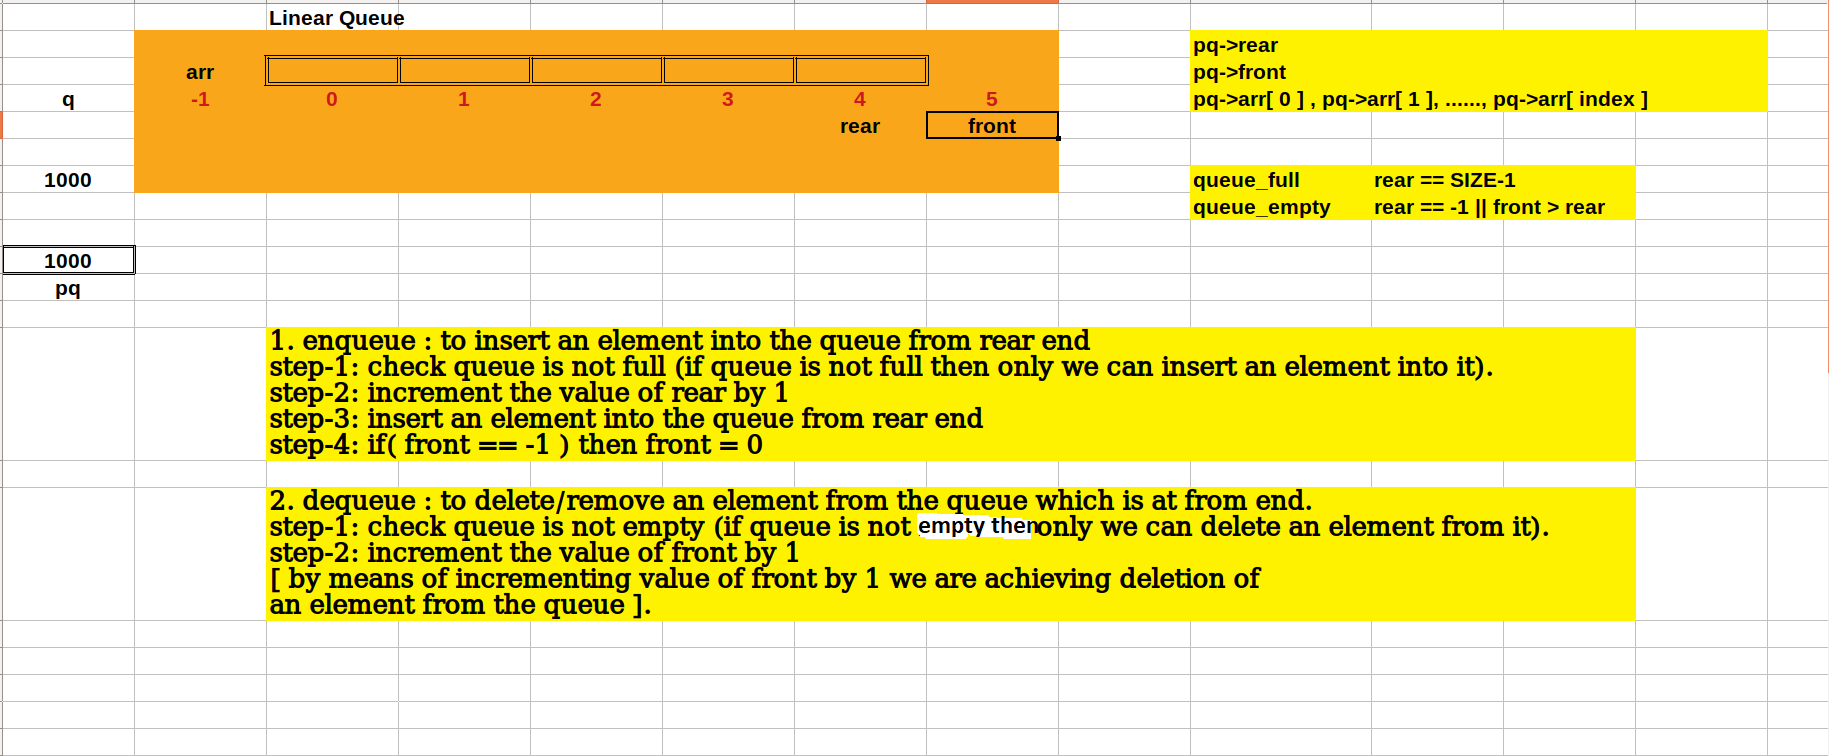 Linear Queue
pq->rear
arr
pq->front
q -1 0 1 2 3 4 5
pq->arr[ 0 ] , pq->arr[ 1 ], ......, pq->arr[ index ]
rear front
1000
queue_full rear == SIZE-1
queue_empty rear == -1 || front > rear
1000
pq
1. enqueue : to insert an element into the queue from rear end
step-1: check queue is not full (if queue is not full then only we can insert an element into it).
step-2: increment the value of rear by 1
step-3: insert an element into the queue from rear end
step-4: if( front == -1 ) then front = 0
2. dequeue : to delete/remove an element from the queue which is at from end.
step-1: check queue is not empty (if queue is not empty then only we can delete an element from it).
step-2: increment the value of front by 1
[ by means of incrementing value of front by 1 we are achieving deletion of
an element from the queue ].